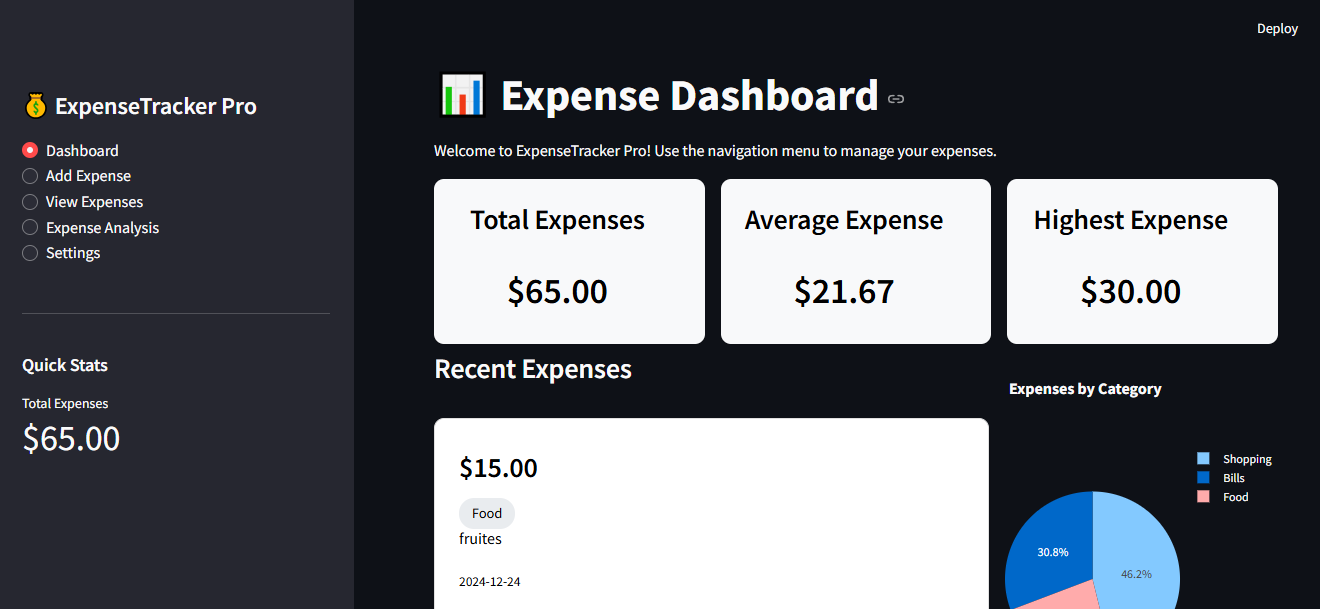 Deploy
ExpenseTracker Pro
Dashboard
Add Expense
View Expenses
Expense Analysis
Settings
Quick Stats
Total Expenses
$65.00
Expense Dashboard
Welcome to ExpenseTracker Pro! Use the navigation menu to manage your expenses.
Total Expenses
$65.00
Average Expense
$21.67
Highest Expense
$30.00
Recent Expenses
$15.00
Food
fruites
2024-12-24
Expenses by Category
Shopping
Bills
Food
30.8%
46.2%